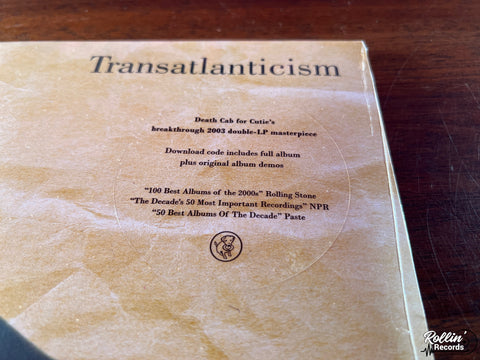 Transatlanticism
Death Cab for Cutie's
breakthrough 2003 double-LP masterpiece
Download code includes full album
plus original album demos
"100 Best Albums of the 2000s" Rolling Stone
"The Decade's 50 Most Important Recordings" NPR
"50 Best Albums Of The Decade" Paste
Rollin'
Records